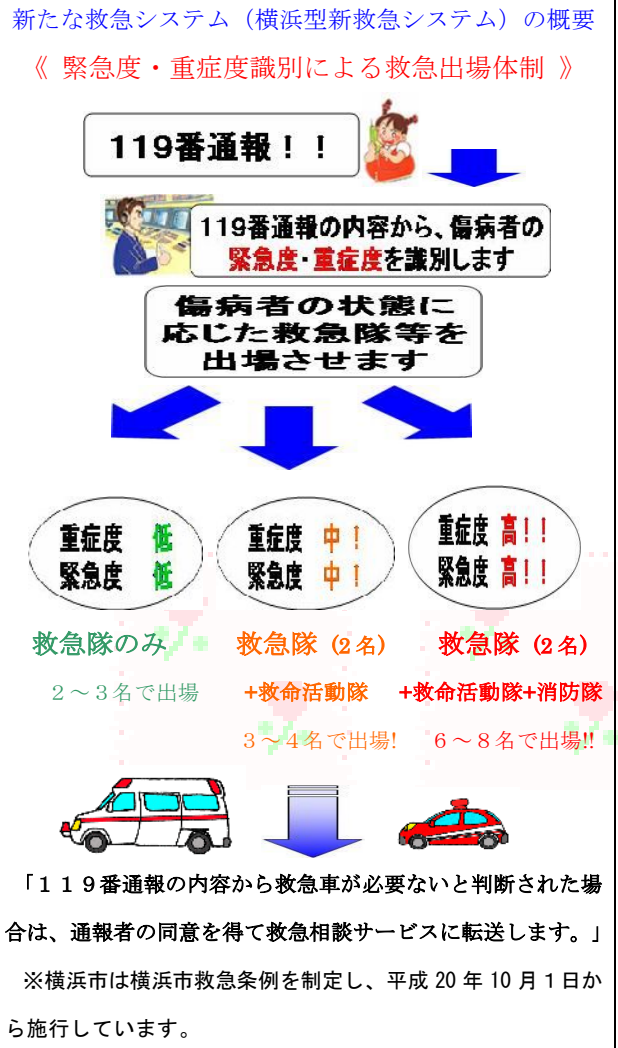 新たな救急システム（横浜型新救急システム）の概要
《 緊急度・重症度識別による救急出場体制 》
119番通報！！
119番通報の内容から、傷病者の
緊急度・重症度を識別します
傷病者の状態に
応じた救急隊等を
出場させます
重症度 低
緊急度 低
重症度 中！
緊急度 中！
重症度 高！！
緊急度 高！！
救急隊のみ
２～３名で出場
救急隊（2名）
+救命活動隊
３～４名で出場!
救急隊（2名）
+救命活動隊+消防隊
６～８名で出場!!
「１１９番通報の内容から救急車が必要ないと判断された場
合は、通報者の同意を得て救急相談サービスに転送します。」
※横浜市は横浜市救急条例を制定し、平成 20 年 10 月１日か
ら施行しています。